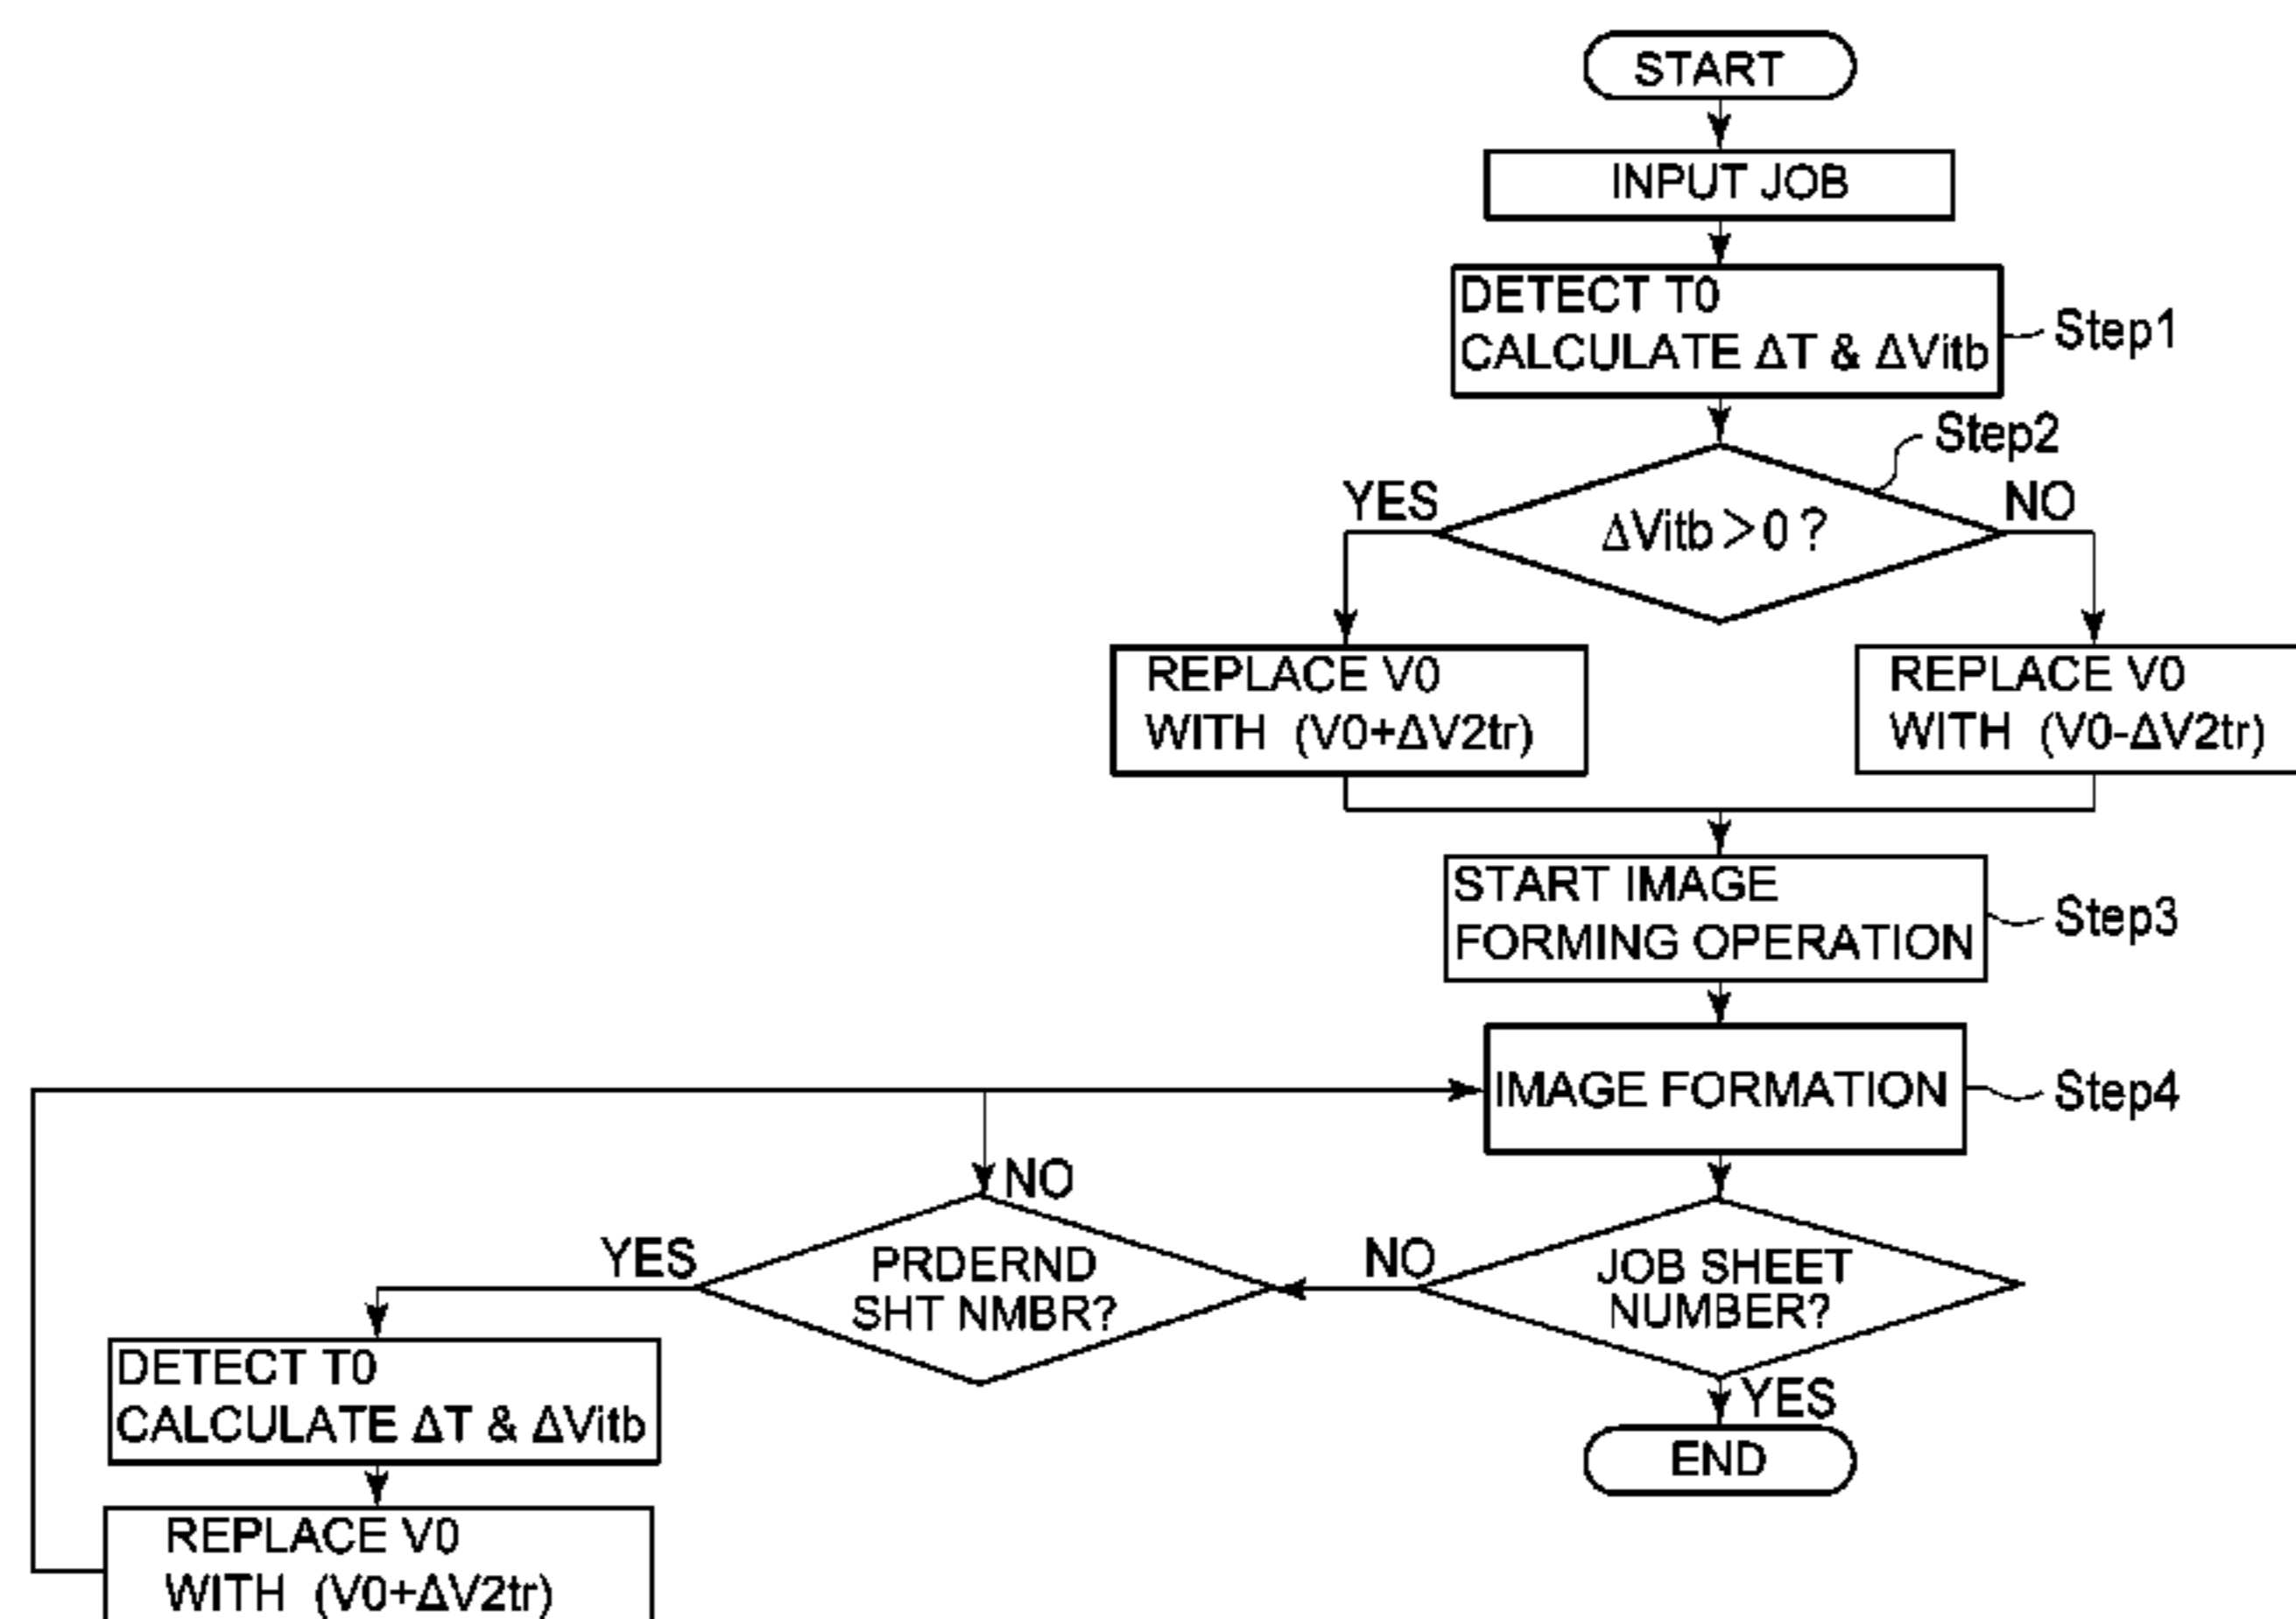 START
INPUT JOB
DETECT T0
CALCULATE ΔT & ΔVitb
Step1
Step2
YES
NO
ΔVitb>0?
REPLACE V0
WITH (V0+ΔV2tr)
REPLACE V0
WITH (V0-ΔV2tr)
START IMAGE
FORMING OPERATION
Step3
IMAGE FORMATION
Step4
NO
YES
PRDERND
SHT NMBR?
NO
JOB SHEET
NUMBER?
DETECT T0
CALCULATE ΔT & ΔVitb
YES
END
REPLACE V0
WITH (V0+ΔV2tr)